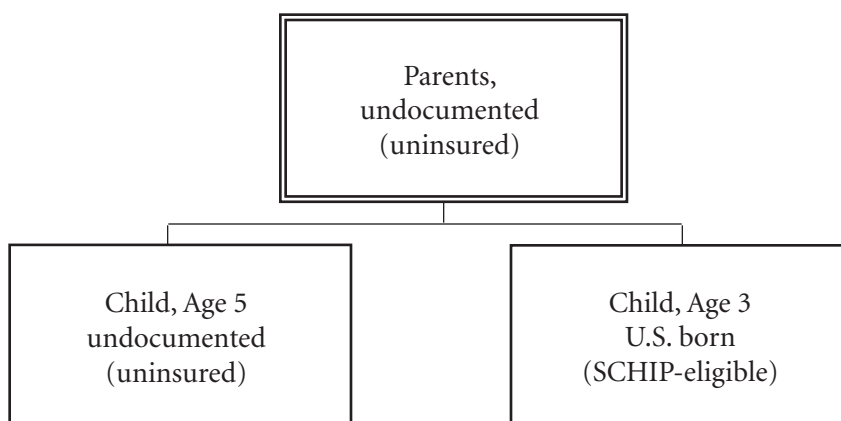 Parents,
undocumented
(uninsured)
Child, Age 5
undocumented
(uninsured)
Child, Age 3
U.S. born
(SCHIP-eligible)